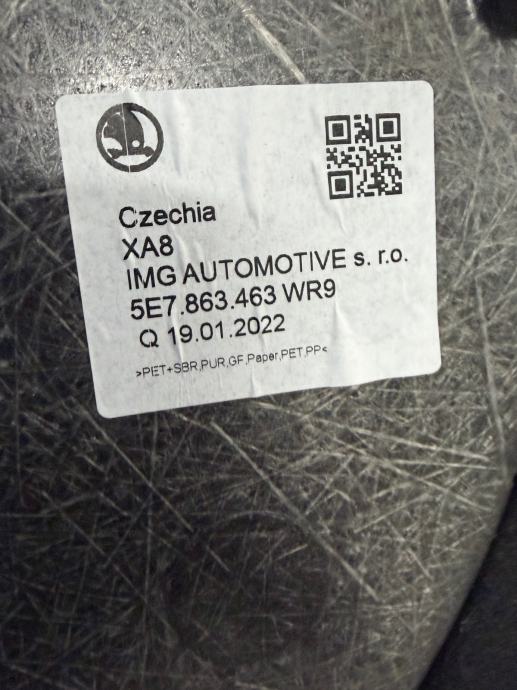 Czechia
XA8
IMG AUTOMOTIVE s. r.o.
5E7.863.463 WR9
Q 19.01.2022
>PET+SBR,PUR,GF,Paper,PET,PP<